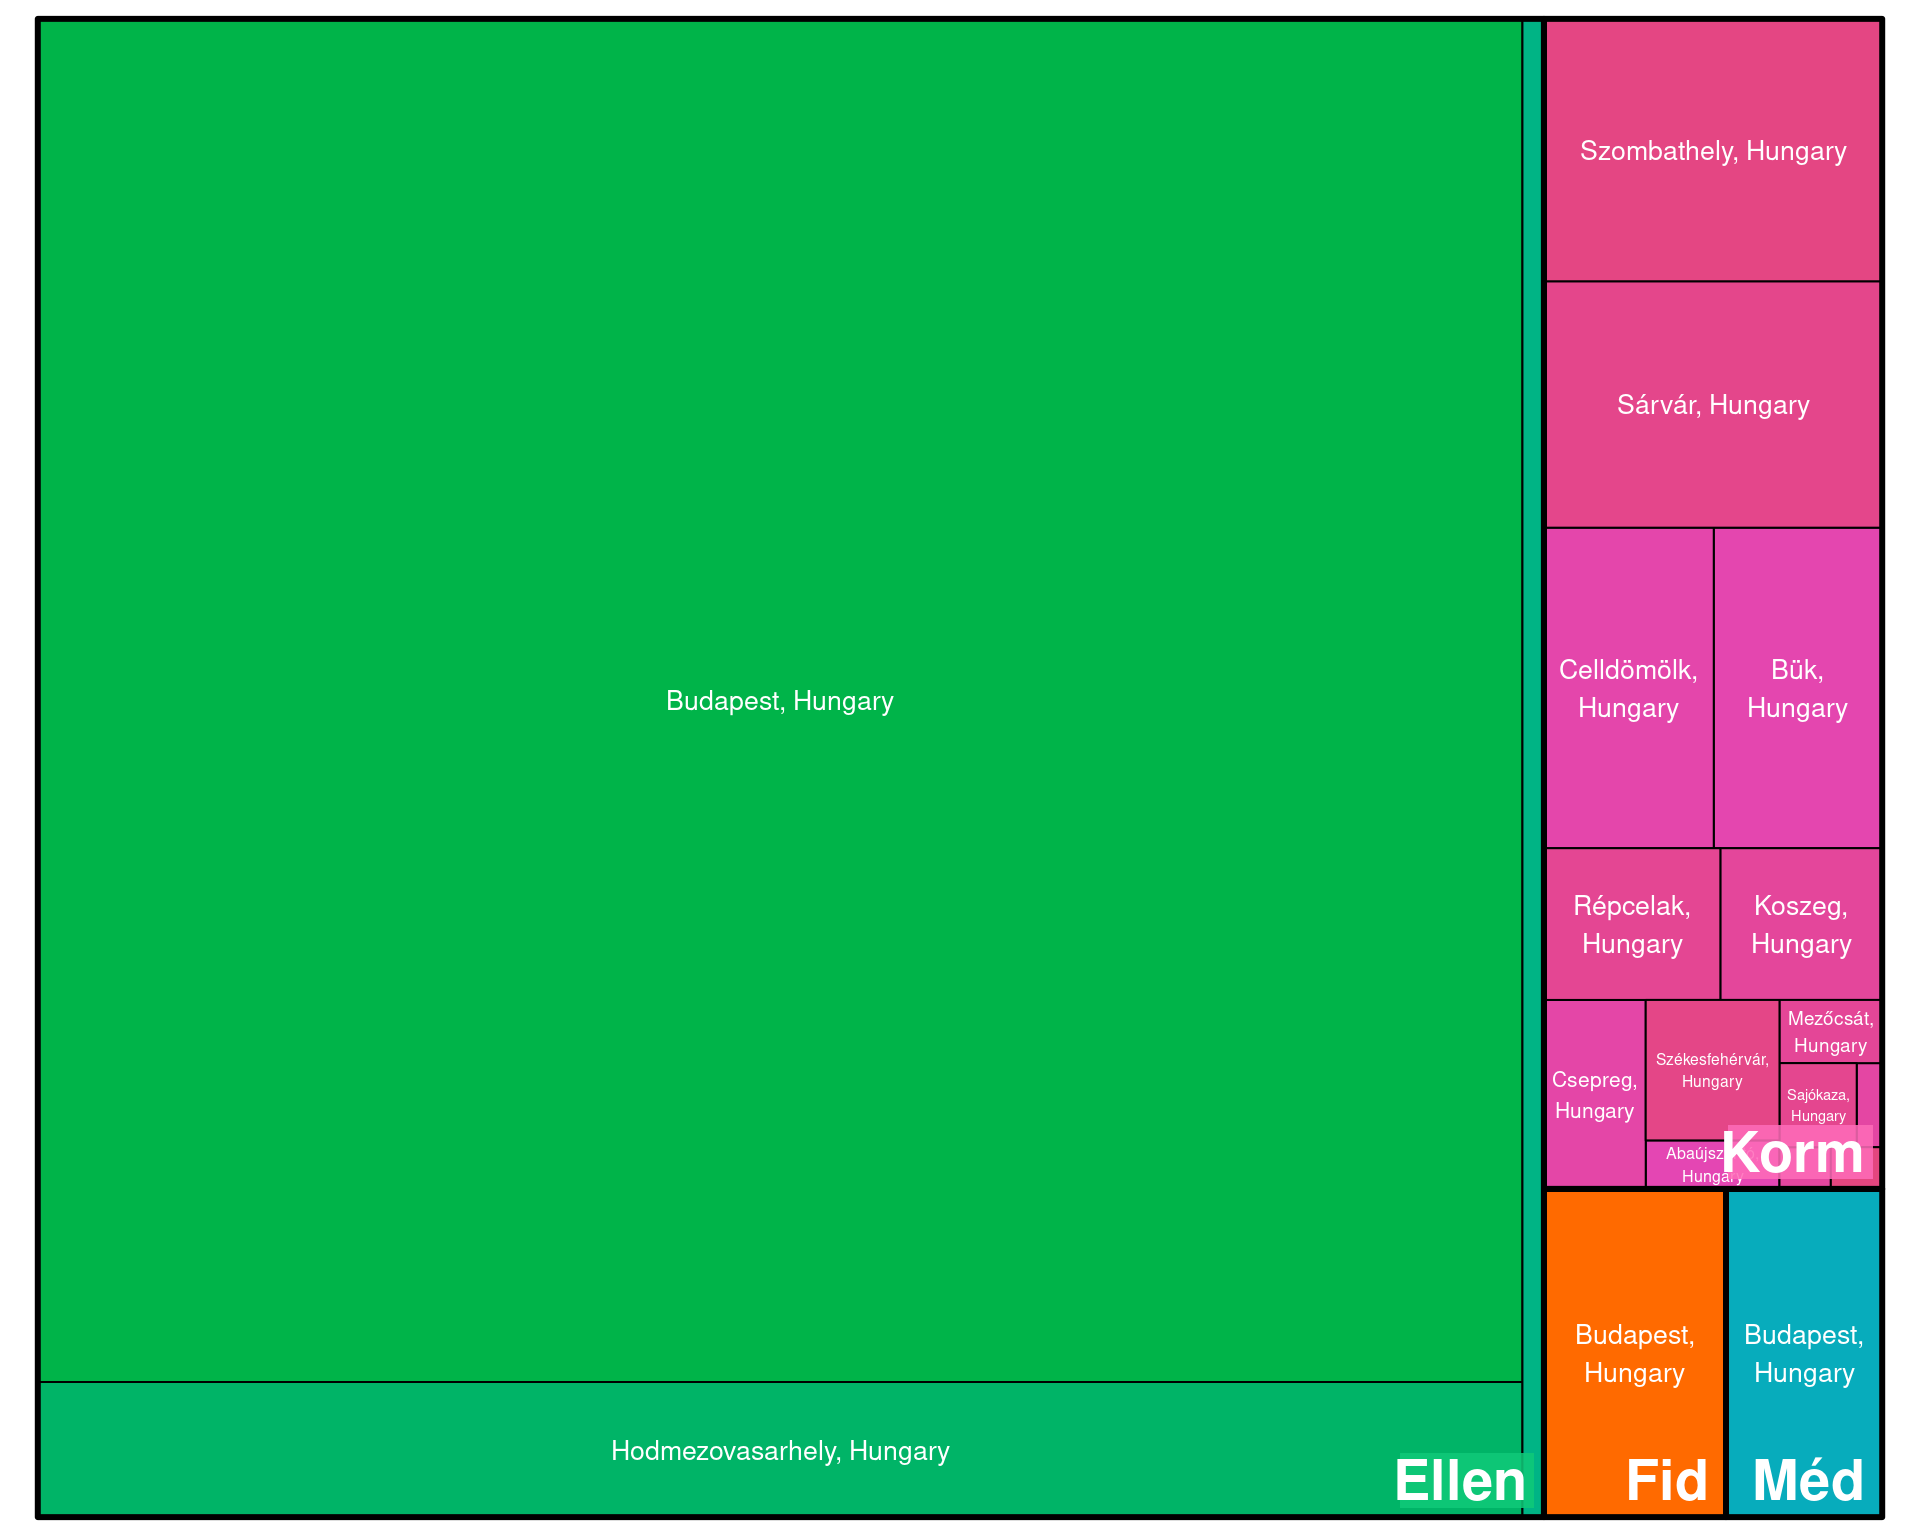 Szombathely, Hungary
Sárvár, Hungary
Budapest, Hungary
Celldömölk,
Hungary
Bük,
Hungary
Répcelak,
Hungary
Koszeg,
Hungary
Csepreg,
Hungary
Székesfehérvár,
Hungary
Mezőcsát,
Hungary
Sajókaza,
Hungary
Hungary
Korm
Budapest,
Hungary
Budapest,
Hungary
Hodmezovasarhely, Hungary
Ellen
Fid
Méd